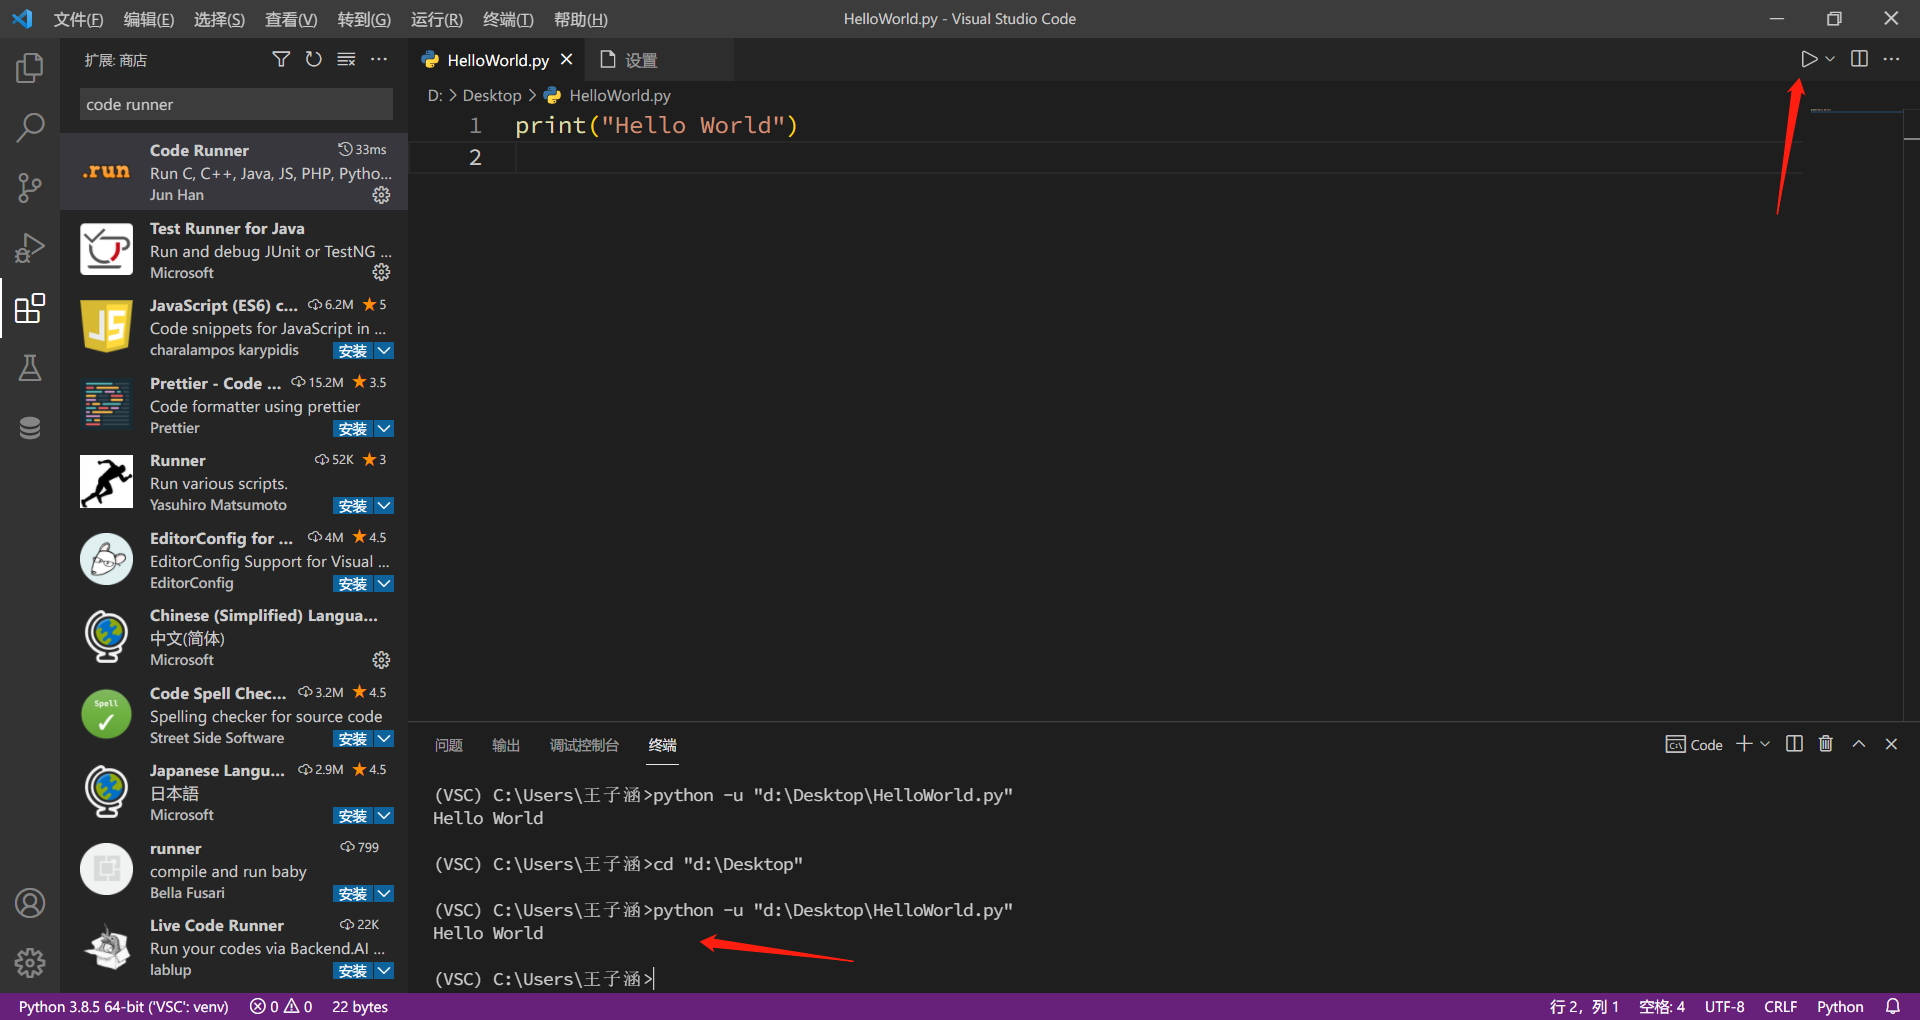 文件(F) 编辑(E) 选择(S) 查看(V) 转到(G) 运行(R) 终端(T) 帮助(H)
HelloWorld.py - Visual Studio Code
扩展: 商店
code runner
Code Runner 33ms
.run
Run C, C++, Java, JS, PHP, Pytho...
Jun Han
Test Runner for Java
Run and debug JUnit or TestNG ...
Microsoft
JavaScript (ES6) c... 6.2M 5
JS
Code snippets for JavaScript in ...
charalampos karypidis 安装
Prettier - Code ... 15.2M 3.5
Code formatter using prettier
Prettier 安装
Runner 52K 3
Run various scripts.
Yasuhiro Matsumoto 安装
EditorConfig for ... 4M 4.5
EditorConfig Support for Visual ...
EditorConfig 安装
Chinese (Simplified) Langua...
中文(简体)
Microsoft
Code Spell Chec... 3.2M 4.5
Spell
Spelling checker for source code
Street Side Software 安装
Japanese Langu... 2.9M 4.5
日本語
Microsoft 安装
runner 799
compile and run baby
Bella Fusari 安装
Live Code Runner 22K
Run your codes via Backend.AI ...
lablup 安装
HelloWorld.py 设置
D: > Desktop > HelloWorld.py
1 print("Hello World")
2
问题 输出 调试控制台 终端
Code
(VSC) C:\Users\王子涵>python -u "d:\Desktop\HelloWorld.py"
Hello World
(VSC) C:\Users\王子涵>cd "d:\Desktop"
(VSC) C:\Users\王子涵>python -u "d:\Desktop\HelloWorld.py"
Hello World
(VSC) C:\Users\王子涵>
Python 3.8.5 64-bit ('VSC': venv) 0 0 22 bytes
行 2，列 1 空格: 4 UTF-8 CRLF Python